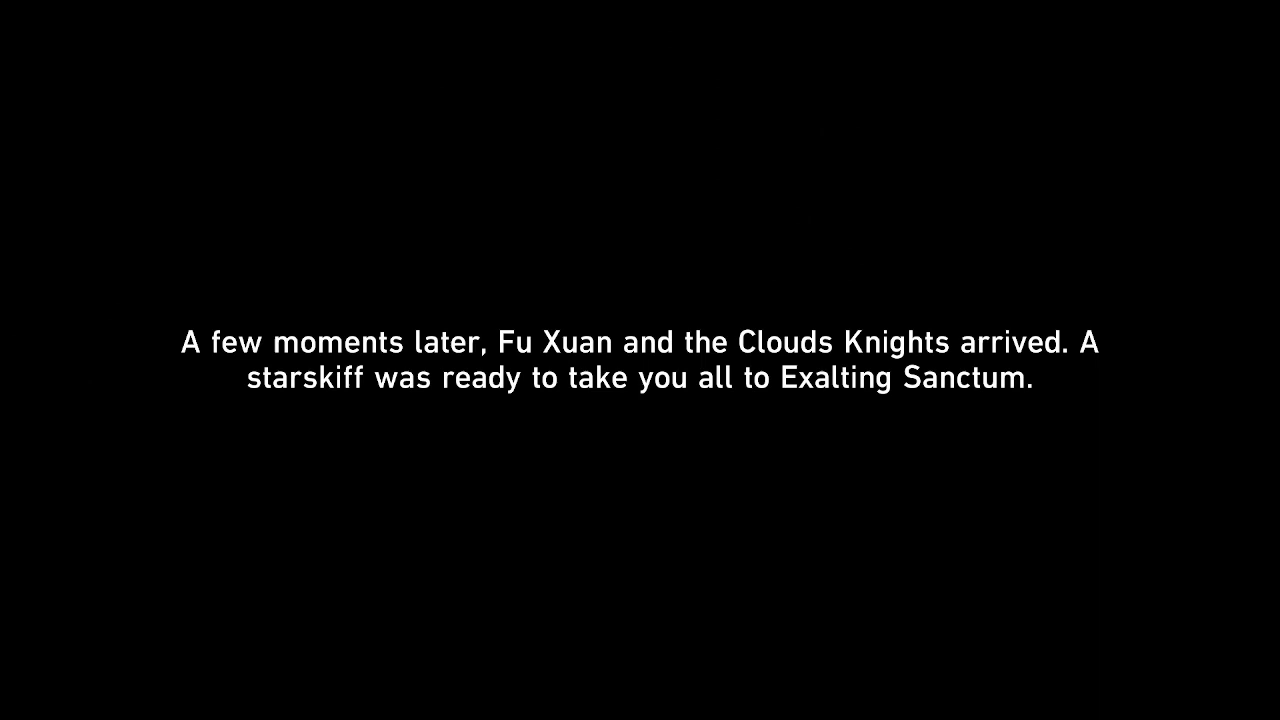 A few moments later, Fu Xuan and the Clouds Knights arrived. A
starskiff was ready to take you all to Exalting Sanctum.